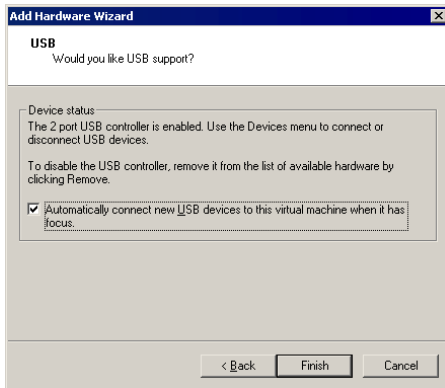 Add Hardware Wizard
USB
Would you like USB support?
Device status
The 2 port USB controller is enabled. Use the Devices menu to connect or
disconnect USB devices.
To disable the USB controller, remove it from the list of available hardware by
clicking Remove.
Automatically connect new USB devices to this virtual machine when it has
focus.
< Back
Finish
Cancel